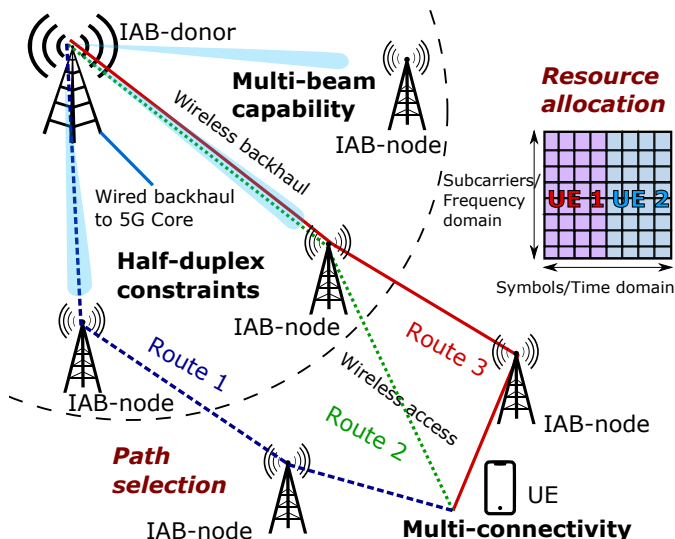 IAB-donor
Multi-beam
capability
IAB-node
Resource
allocation
Wireless backhaul
Wired backhaul
to 5G Core
Subcarriers/
Frequency
domain
UE 1
UE 2
Symbols/Time domain
Half-duplex
constraints
IAB-node
IAB-node
Route 1
Route 2
Wireless access
Route 3
IAB-node
Path
selection
IAB-node
UE
Multi-connectivity